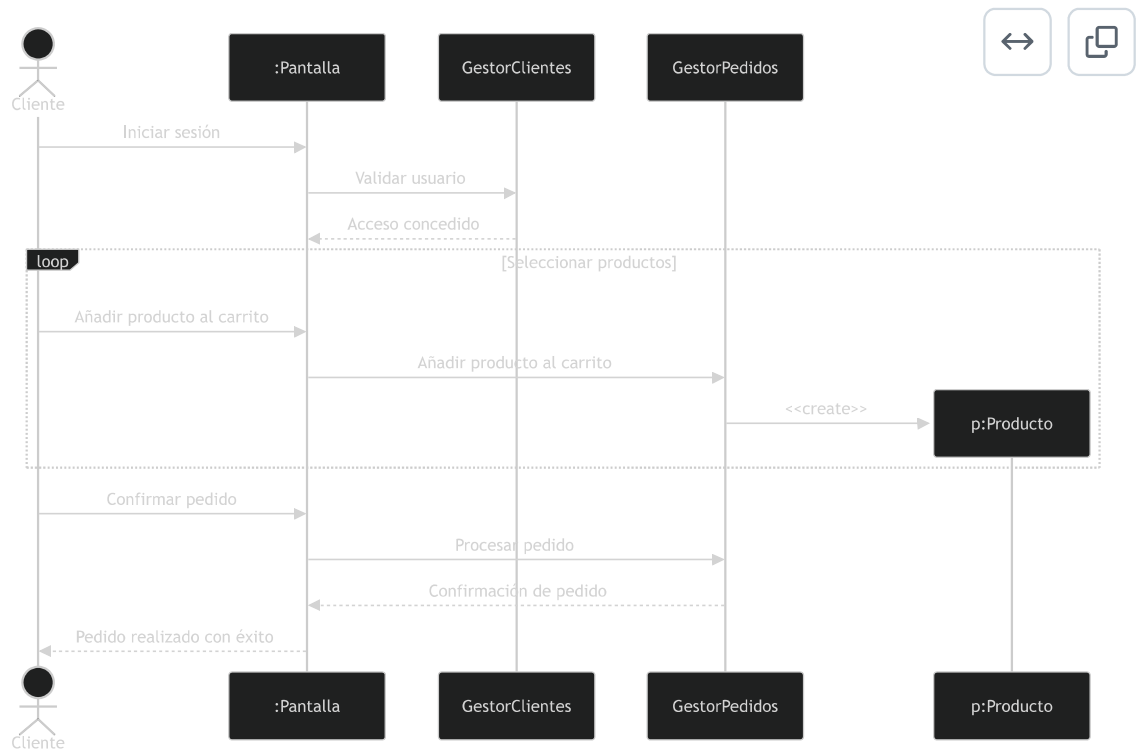 :Pantalla
GestorClientes
GestorPedidos
Cliente
Iniciar sesión
Validar usuario
Acceso concedido
loop
[Seleccionar productos]
Añadir producto al carrito
Añadir producto al carrito
<<create>>
p:Producto
Confirmar pedido
Procesar pedido
Confirmación de pedido
Pedido realizado con éxito
:Pantalla
GestorClientes
GestorPedidos
p:Producto
Cliente